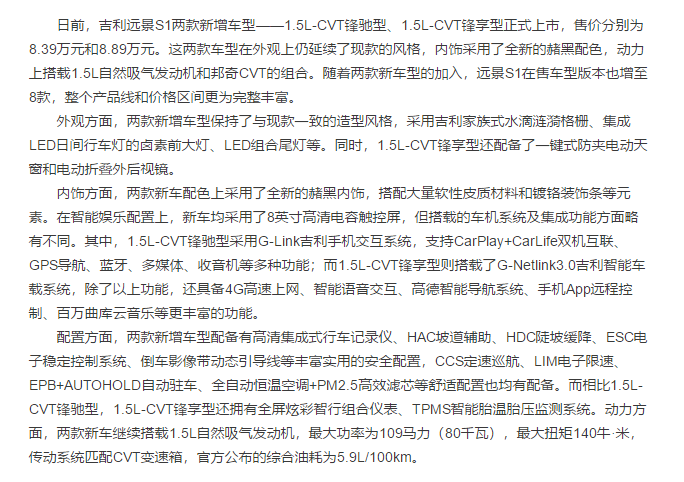 日前，吉利远景S1两款新增车型——1.5L-CVT锋驰型、1.5L-CVT锋享型正式上市，售价分别为
8.39万元和8.89万元。这两款车型在外观上仍延续了现款的风格，内饰采用了全新的赭黑配色，动力
上搭载1.5L自然吸气发动机和邦奇CVT的组合。随着两款新车型的加入，远景S1在售车型版本也增至
8款，整个产品线和价格区间更为完整丰富。
外观方面，两款新增车型保持了与现款一致的造型风格，采用吉利家族式水滴涟漪格栅、集成
LED日间行车灯的卤素前大灯、LED组合尾灯等。同时，1.5L-CVT锋享型还配备了一键式防夹电动天
窗和电动折叠外后视镜。
内饰方面，两款新车配色上采用了全新的赭黑内饰，搭配大量软性皮质材料和镀铬装饰条等元
素。在智能娱乐配置上，新车均采用了8英寸高清电容触控屏，但搭载的车机系统及集成功能方面略
有不同。其中，1.5L-CVT锋驰型采用G-Link吉利手机交互系统，支持CarPlay+CarLife双机互联、
GPS导航、蓝牙、多媒体、收音机等多种功能；而1.5L-CVT锋享型则搭载了G-Netlink3.0吉利智能车
载系统，除了以上功能，还具备4G高速上网、智能语音交互、高德智能导航系统、手机App远程控
制、百万曲库云音乐等更丰富的功能。
配置方面，两款新增车型配备有高清集成式行车记录仪、HAC坡道辅助、HDC陡坡缓降、ESC电
子稳定控制系统、倒车影像带动态引导线等丰富实用的安全配置，CCS定速巡航、LIM电子限速、
EPB+AUTOHOLD自动驻车、全自动恒温空调+PM2.5高效滤芯等舒适配置也均有配备。而相比1.5L-
CVT锋驰型，1.5L-CVT锋享型还拥有全屏炫彩智行组合仪表、TPMS智能胎温胎压监测系统。动力方
面，两款新车继续搭载1.5L自然吸气发动机，最大功率为109马力（80千瓦），最大扭矩140牛·米，
传动系统匹配CVT变速箱，官方公布的综合油耗为5.9L/100km。